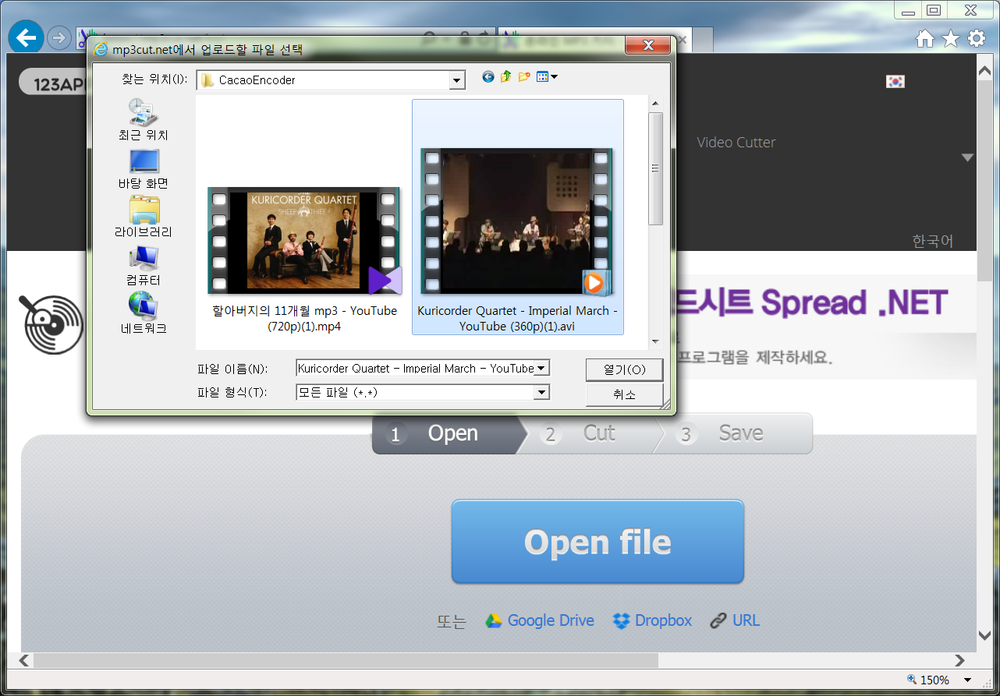 mp3cut.net에서 업로드할 파일 선택
찾는 위치(I):
CacaoEncoder
최근 위치
바탕 화면
라이브러리
컴퓨터
네트워크
KURICORDER QUARTET
SHEEP THIEF
할아버지의 11개월 mp3 - YouTube
(720p)(1).mp4
Kuricorder Quartet - Imperial March -
YouTube (360p)(1).avi
파일 이름(N):
Kuricorder Quartet - Imperial March - YouTube
열기(O)
파일 형식(T):
모든 파일 (*.*)
취소
123AP
Video Cutter
한국어
드시트 Spread .NET
프로그램을 제작하세요.
1 Open
2 Cut
3 Save
Open file
또는 Google Drive Dropbox URL
150%